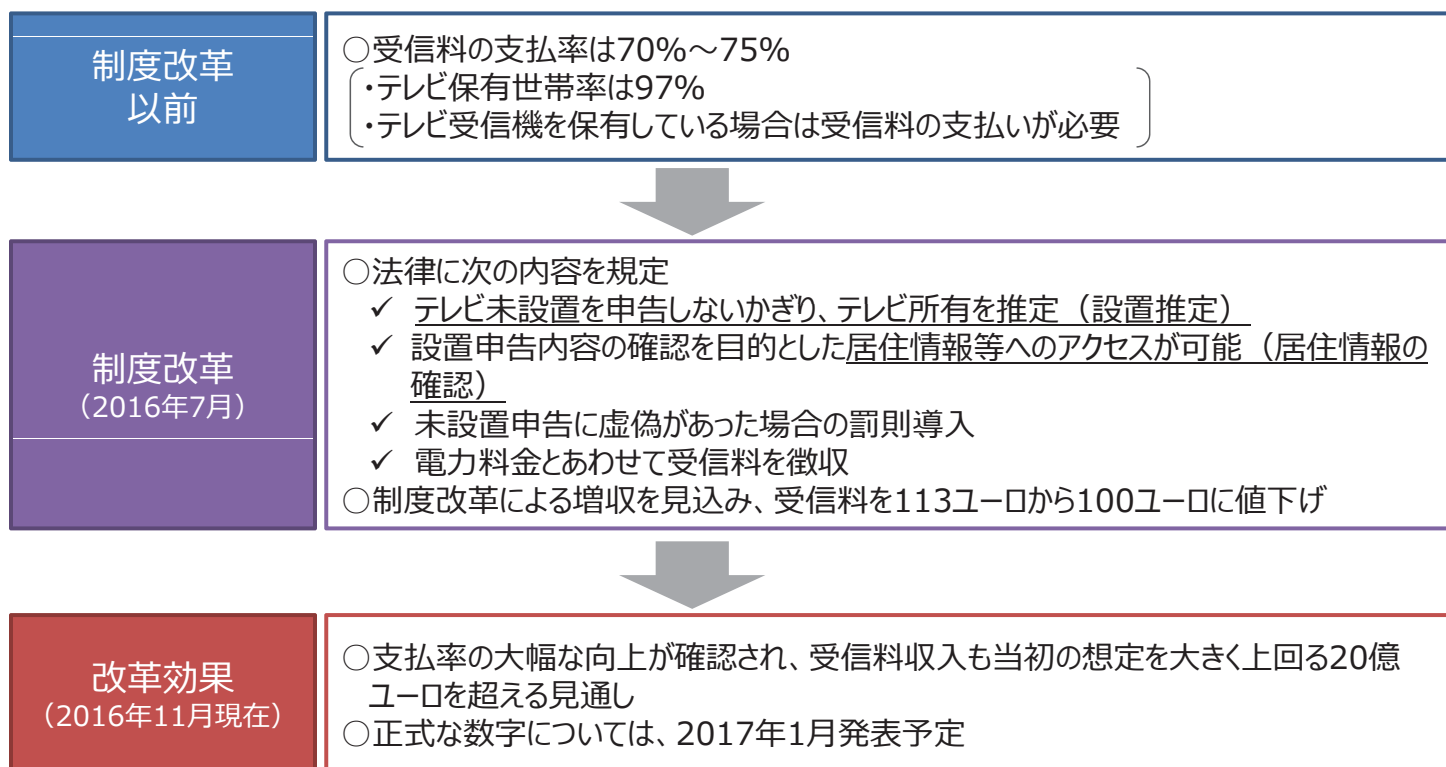 制度改革
以前
○受信料の支払率は70%～75%
・テレビ保有世帯率は97%
・テレビ受信機を保有している場合は受信料の支払いが必要
制度改革
（2016年7月）
○法律に次の内容を規定
✓ テレビ未設置を申告しないかぎり、テレビ所有を推定（設置推定）
✓ 設置申告内容の確認を目的とした居住情報等へのアクセスが可能（居住情報の
確認）
✓ 未設置申告に虚偽があった場合の罰則導入
✓ 電力料金とあわせて受信料を徴収
○制度改革による増収を見込み、受信料を113ユーロから100ユーロに値下げ
改革効果
（2016年11月現在）
○支払率の大幅な向上が確認され、受信料収入も当初の想定を大きく上回る20億
ユーロを超える見通し
○正式な数字については、2017年1月発表予定